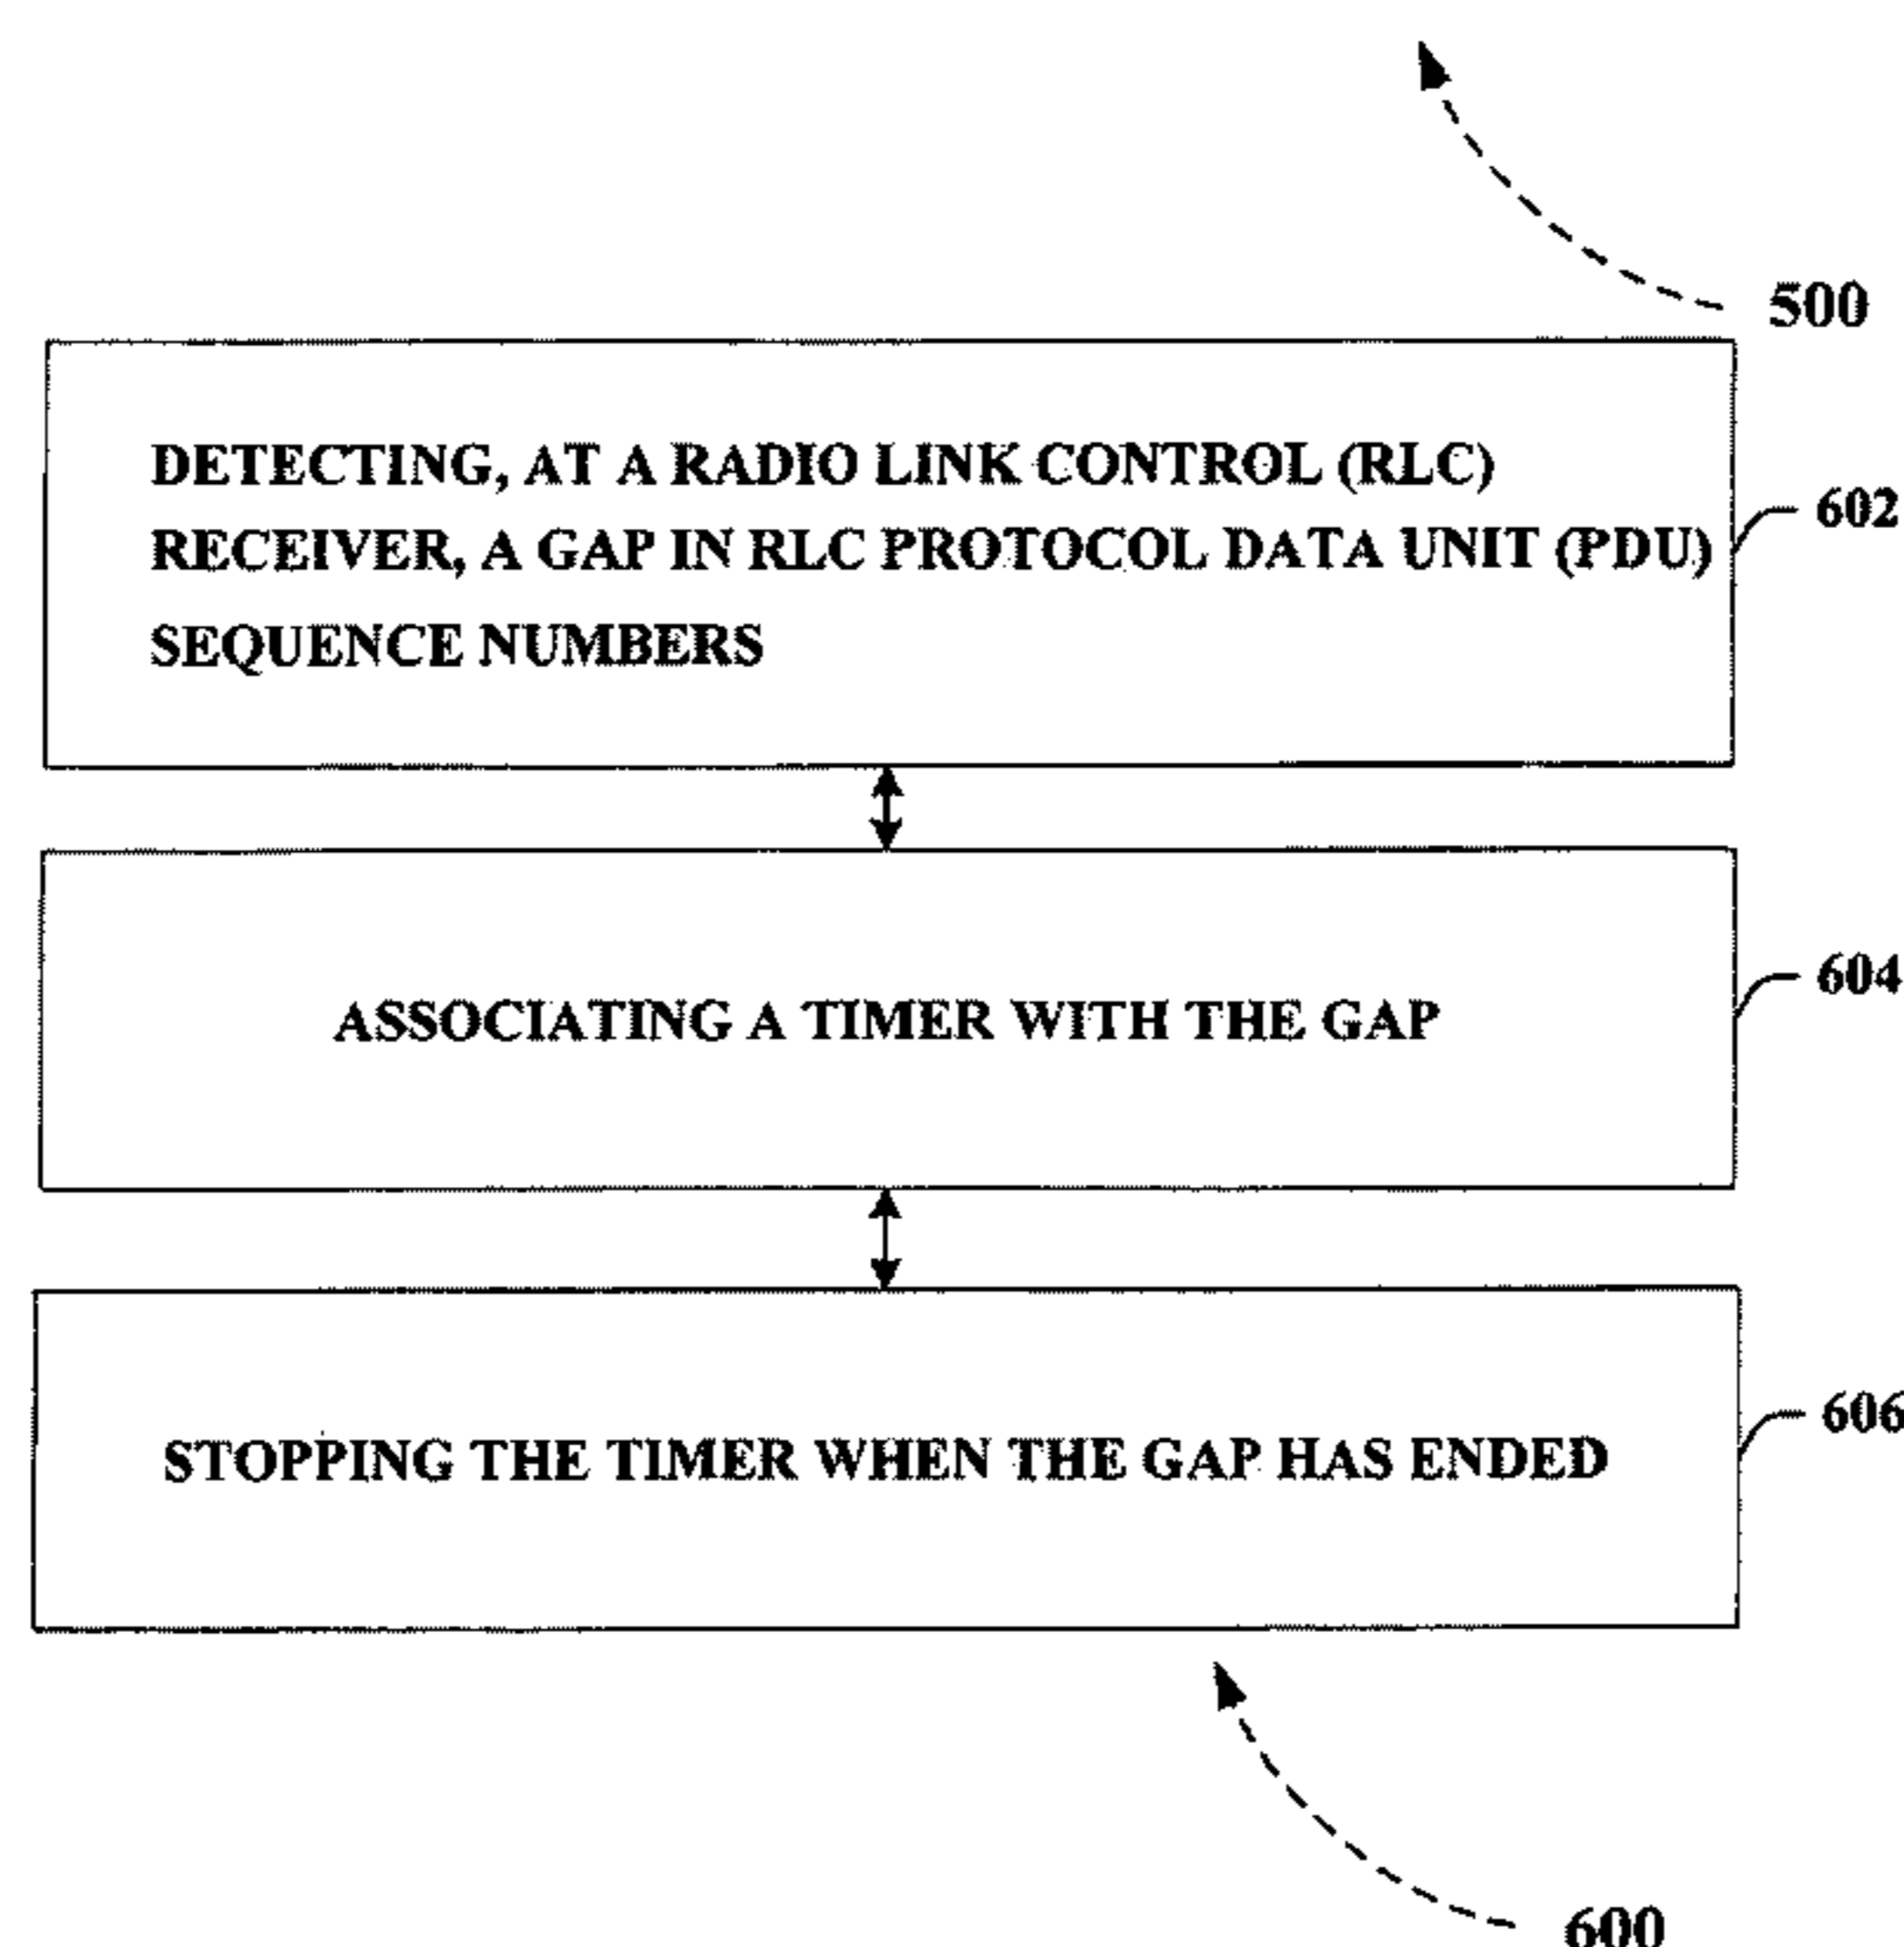 500
DETECTING, AT A RADIO LINK CONTROL (RLC)
RECEIVER, A GAP IN RLC PROTOCOL DATA UNIT (PDU)
SEQUENCE NUMBERS
602
ASSOCIATING A TIMER WITH THE GAP
604
STOPPING THE TIMER WHEN THE GAP HAS ENDED
606
600